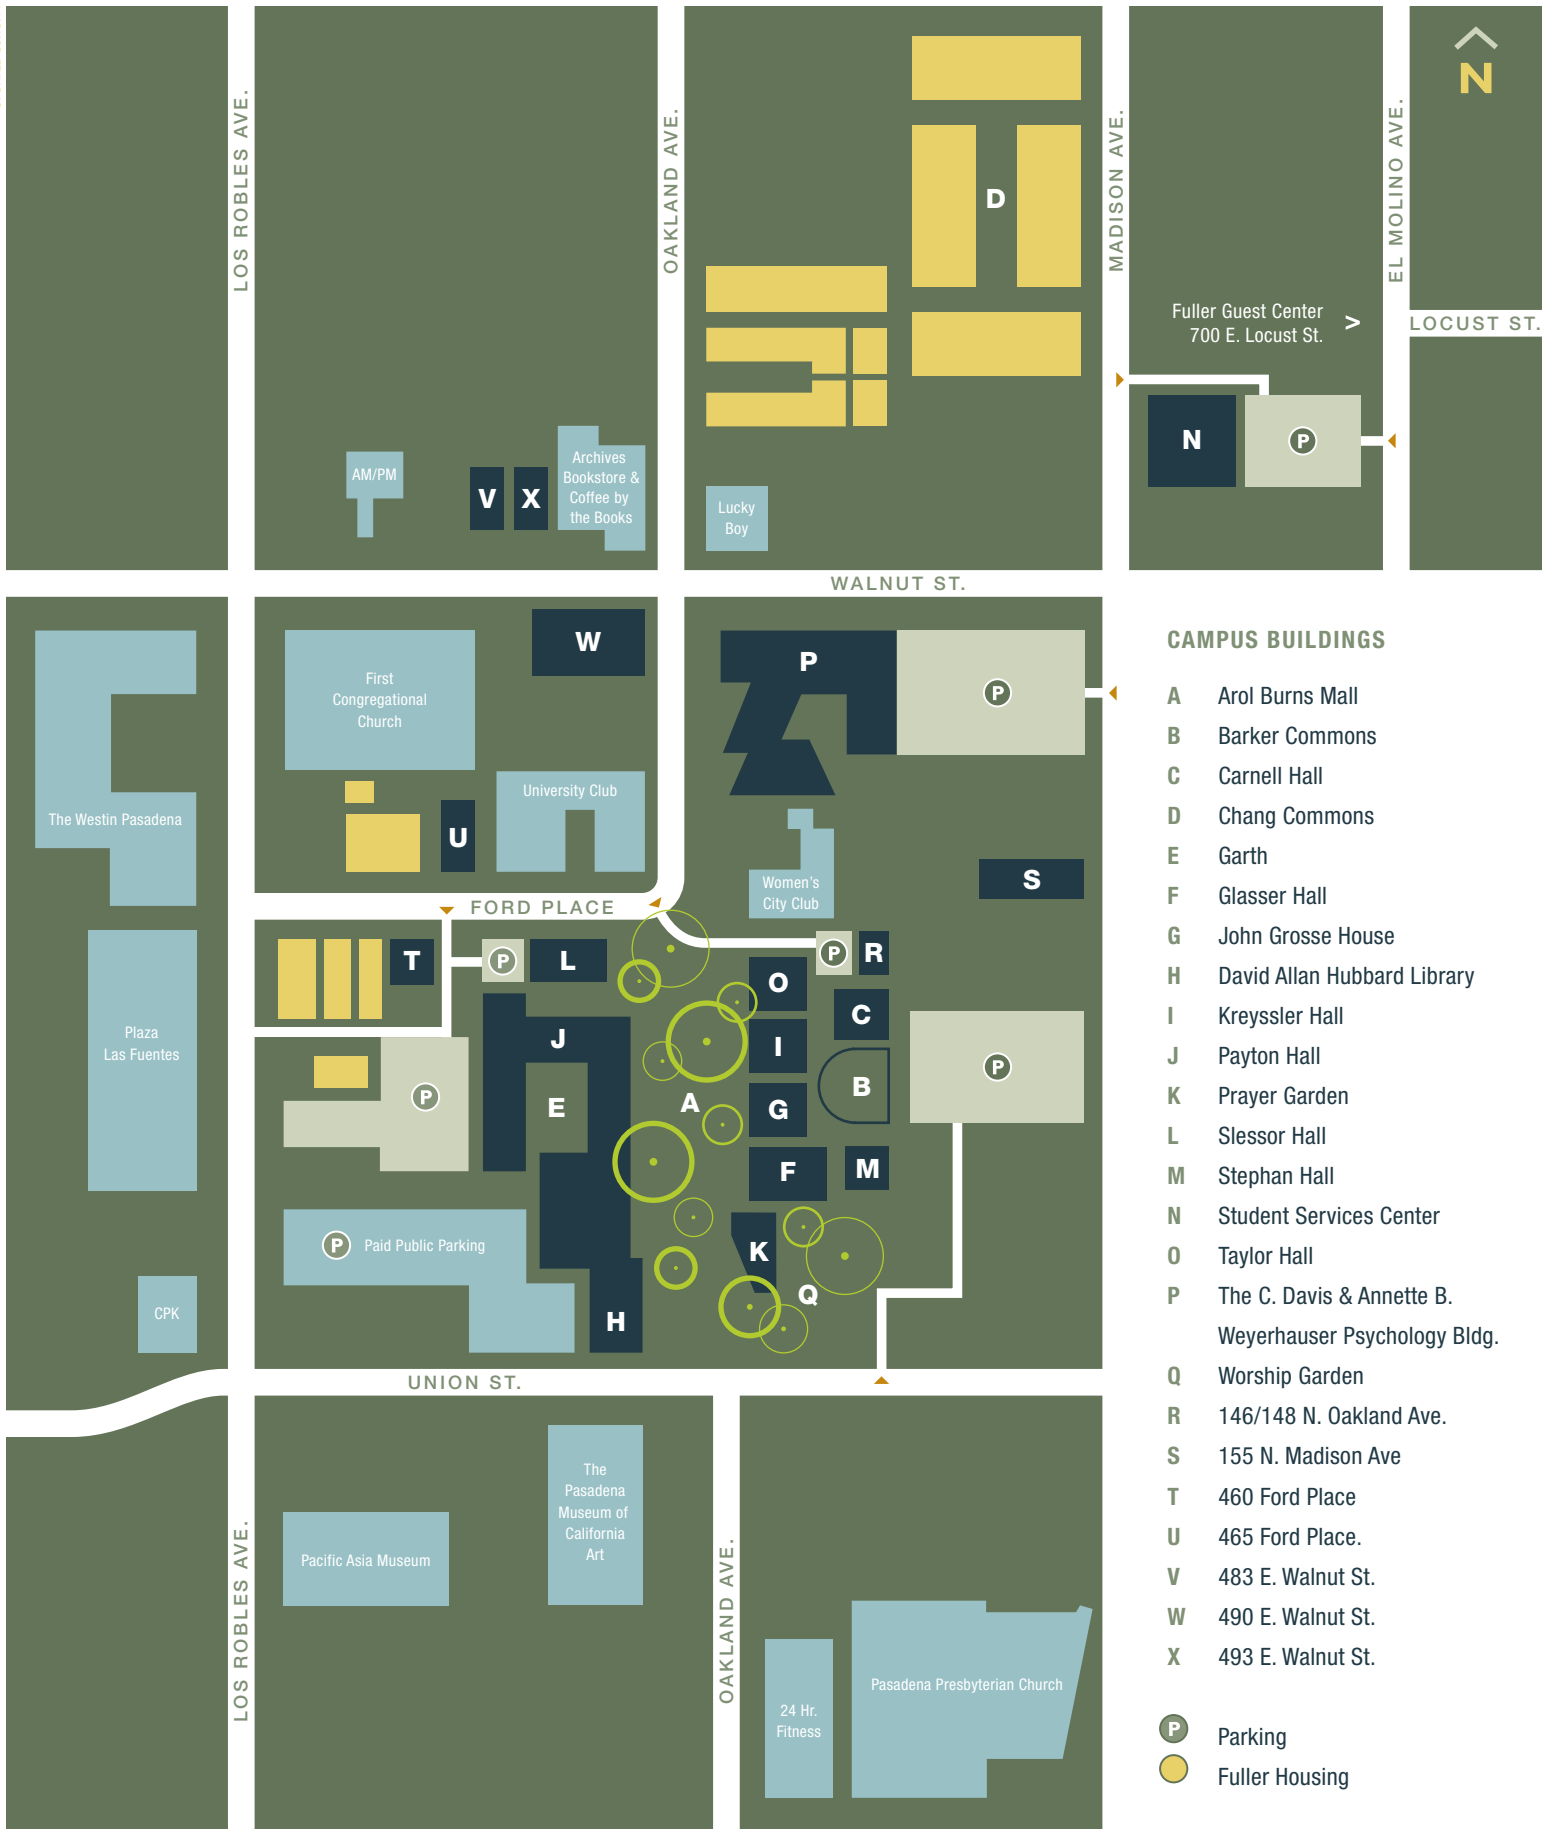 N
LOS ROBLES AVE.
OAKLAND AVE.
MADISON AVE.
EL MOLINO AVE.
D
Fuller Guest Center >
700 E. Locust St.
LOCUST ST.
N
P
AM/PM
V
X
Archives
Bookstore &
Coffee by
the Books
Lucky
Boy
WALNUT ST.
W
P
P
First
Congregational
Church
The Westin Pasadena
University Club
U
Women's
City Club
S
FORD PLACE
T
P
L
P
R
O
C
Plaza
Las Fuentes
J
I
P
P
E
A
G
B
F
M
P
Paid Public Parking
K
Q
CPK
H
UNION ST.
The
Pasadena
Museum of
California
Art
Pacific Asia Museum
LOS ROBLES AVE.
OAKLAND AVE.
24 Hr.
Fitness
Pasadena Presbyterian Church
CAMPUS BUILDINGS
A Arol Burns Mall
B Barker Commons
C Carnell Hall
D Chang Commons
E Garth
F Glasser Hall
G John Grosse House
H David Allan Hubbard Library
I Kreyssler Hall
J Payton Hall
K Prayer Garden
L Slessor Hall
M Stephan Hall
N Student Services Center
O Taylor Hall
P The C. Davis & Annette B.
Weyerhauser Psychology Bldg.
Q Worship Garden
R 146/148 N. Oakland Ave.
S 155 N. Madison Ave
T 460 Ford Place
U 465 Ford Place.
V 483 E. Walnut St.
W 490 E. Walnut St.
X 493 E. Walnut St.
P Parking
Fuller Housing